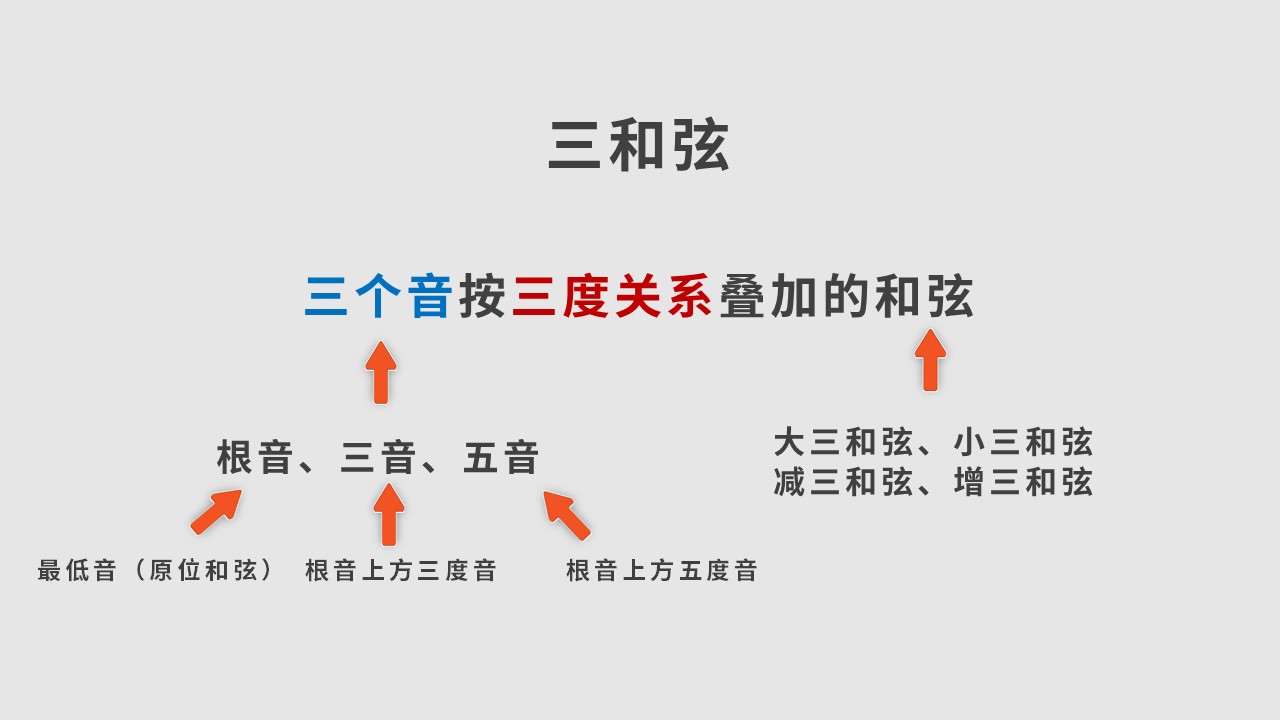 三和弦
三个音按三度关系叠加的和弦
根音、三音、五音
大三和弦、小三和弦
减三和弦、增三和弦
最低音（原位和弦）
根音上方三度音
根音上方五度音